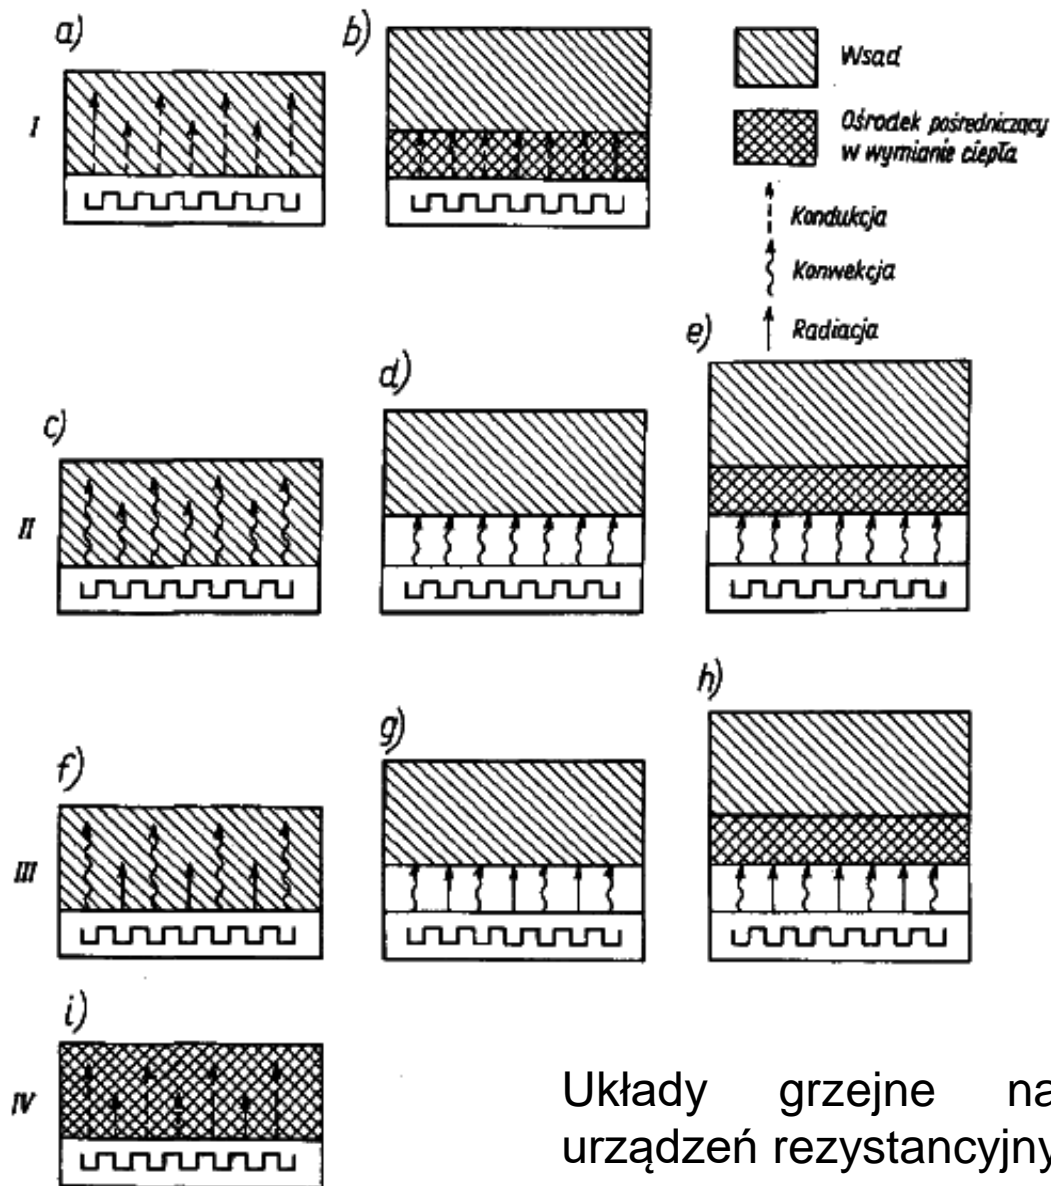 a)
b)
Wsad
Ośrodek pośredniczący
w wymianie ciepła
I
Kondukcja
Konwekcja
Radiacja
c)
d)
e)
II
f)
g)
h)
III
i)
IV
Układy grzejne na
urządzeń rezystancyjny